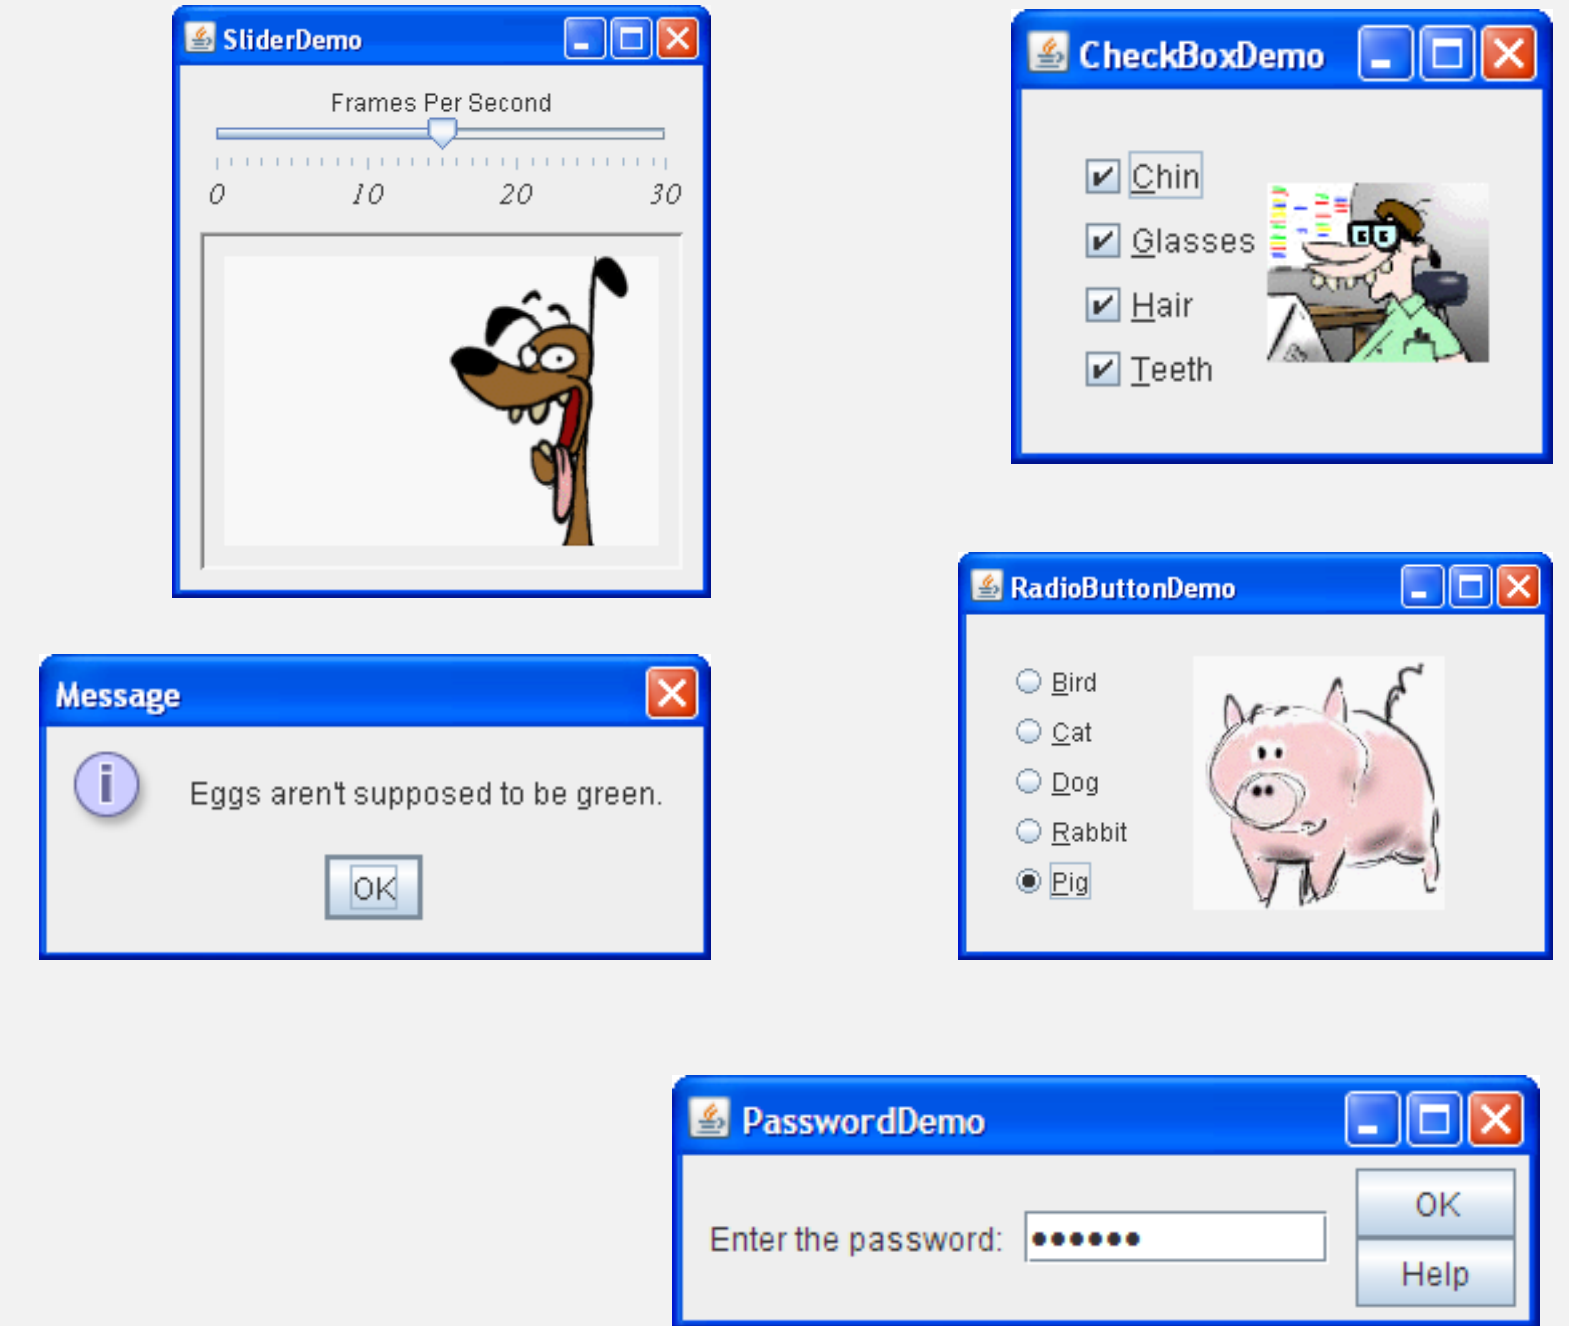 SliderDemo
Frames Per Second
0 10 20 30
CheckBoxDemo
Chin
Glasses
Hair
Teeth
Message
i
Eggs aren't supposed to be green.
OK
RadioButtonDemo
Bird
Cat
Dog
Rabbit
Pig
PasswordDemo
Enter the password: ●●●●●●
OK
Help